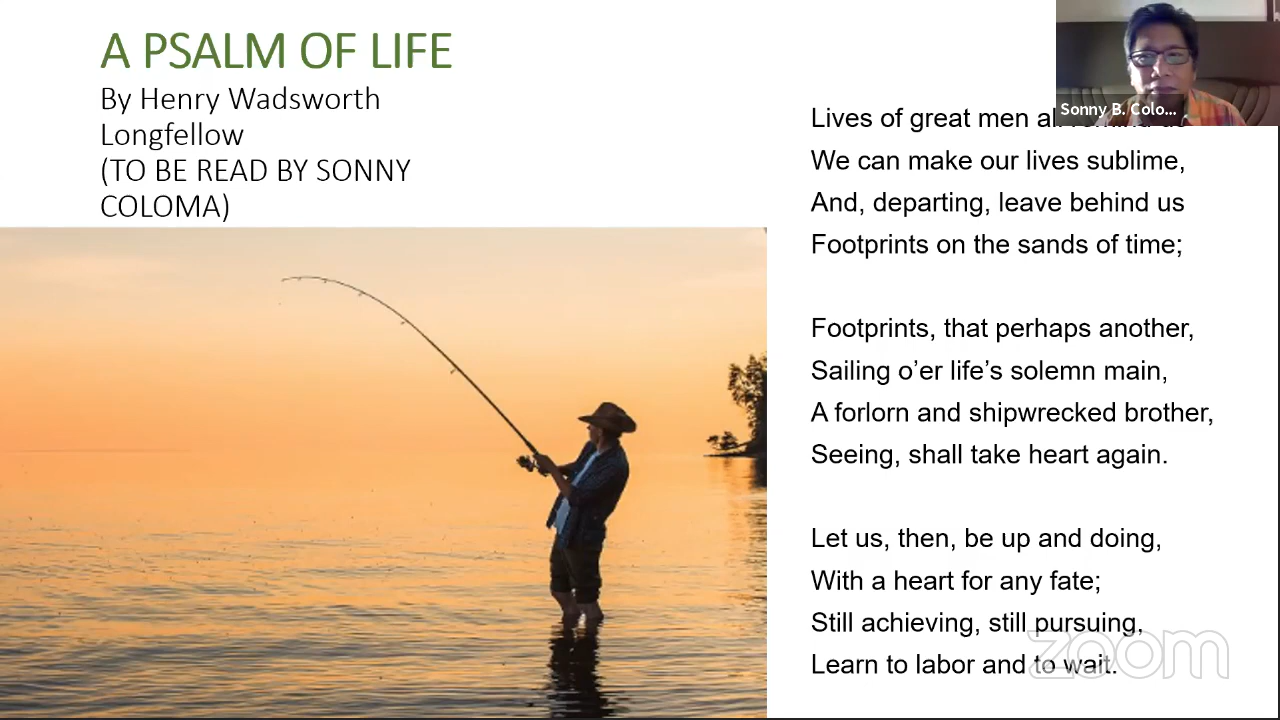 A PSALM OF LIFE
By Henry Wadsworth
Longfellow
(TO BE READ BY SONNY
COLOMA)
Sonny B. Colo...
Lives of great men
We can make our lives sublime,
And, departing, leave behind us
Footprints on the sands of time;
Footprints, that perhaps another,
Sailing o’er life’s solemn main,
A forlorn and shipwrecked brother,
Seeing, shall take heart again.
Let us, then, be up and doing,
With a heart for any fate;
Still achieving, still pursuing,
Learn to labor and to wait.
zoom